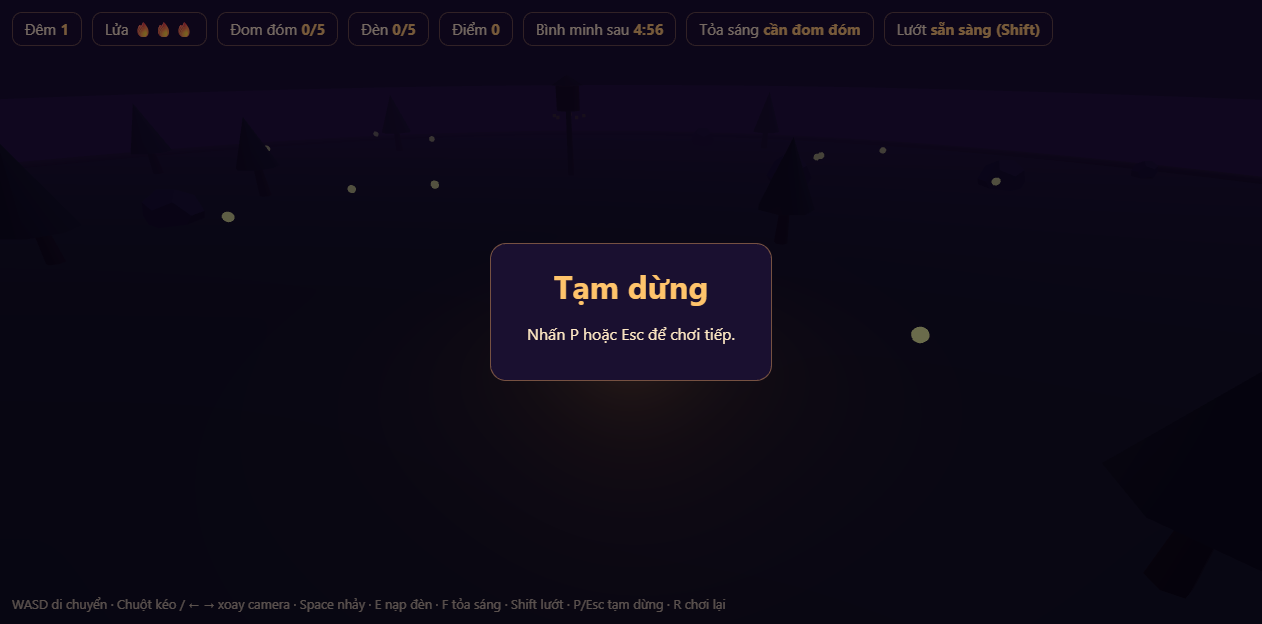 Đêm 1 Lửa 🔥🔥🔥 Đom đóm 0/5 Đèn 0/5 Điểm 0 Bình minh sau 4:56 Tỏa sáng cần đom đóm Lướt sẵn sàng (Shift)
Tạm dừng
Nhấn P hoặc Esc để chơi tiếp.
WASD di chuyển · Chuột kéo / ← → xoay camera · Space nhảy · E nạp đèn · F tỏa sáng · Shift lướt · P/Esc tạm dừng · R chơi lại